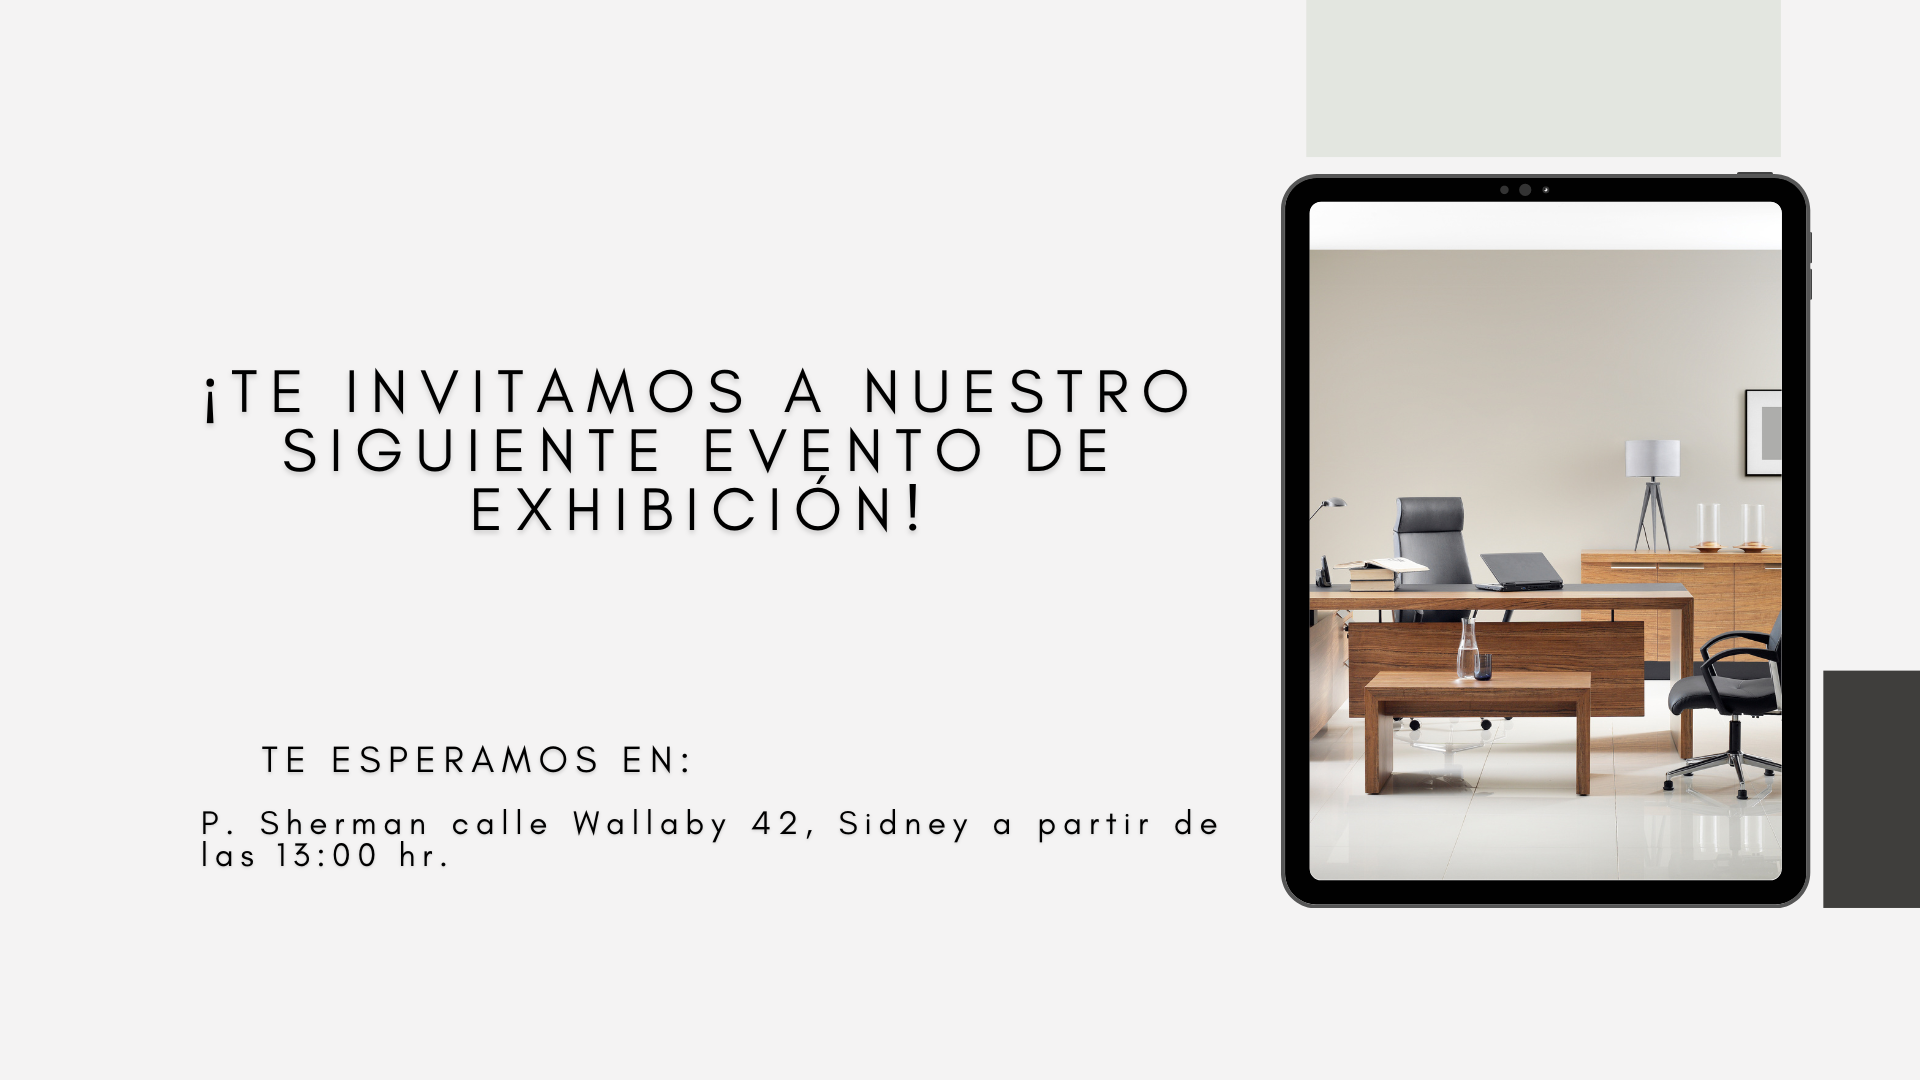 ¡TE INVITAMOS A NUESTRO
SIGUIENTE EVENTO DE
EXHIBICIÓN!
TE ESPERAMOS EN:
P. Sherman calle Wallaby 42, Sidney a partir de
las 13:00 hr.